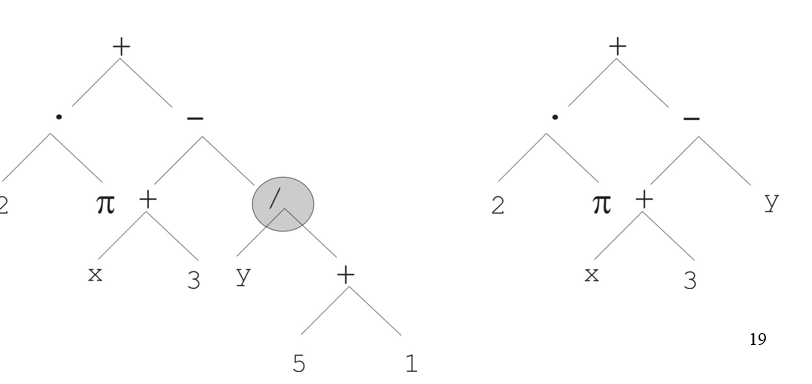 + +
· − · −
2 π + / 2 π + y
x 3 y + x 3
19
5 1